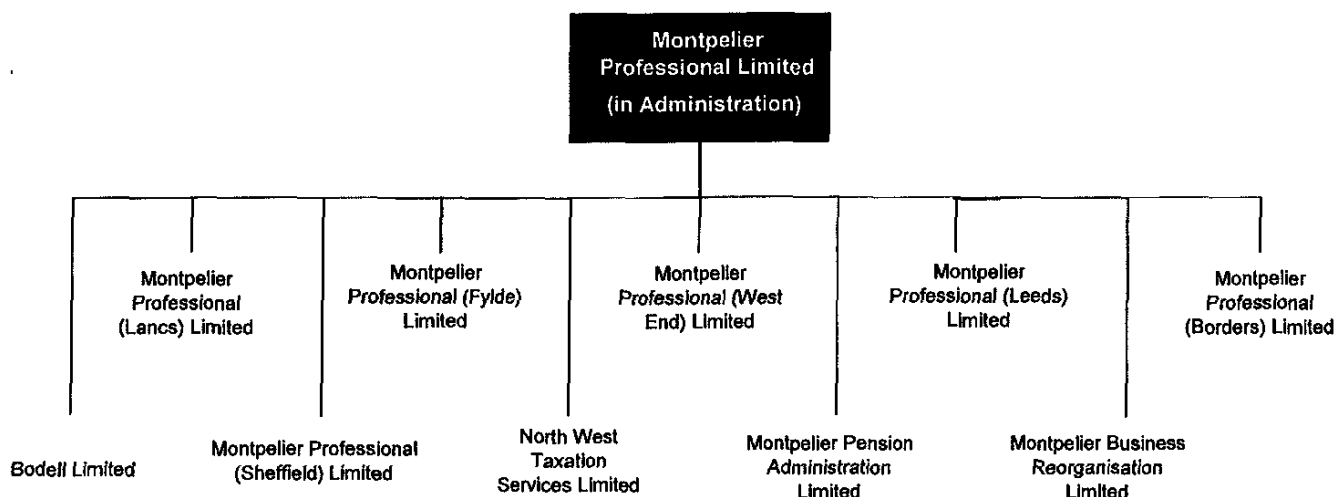 Montpelier
Professional Limited
(in Administration)
Montpelier
Professional
(Lancs) Limited
Montpelier
Professional (Fylde)
Limited
Montpelier
Professional (West
End) Limited
Montpelier
Professional (Leeds)
Limited
Montpelier
Professional
(Borders) Limited
Bodell Limited
Montpelier Professional
(Sheffield) Limited
North West
Taxation
Services Limited
Montpelier Pension
Administration
Limited
Montpelier Business
Reorganisation
Limited